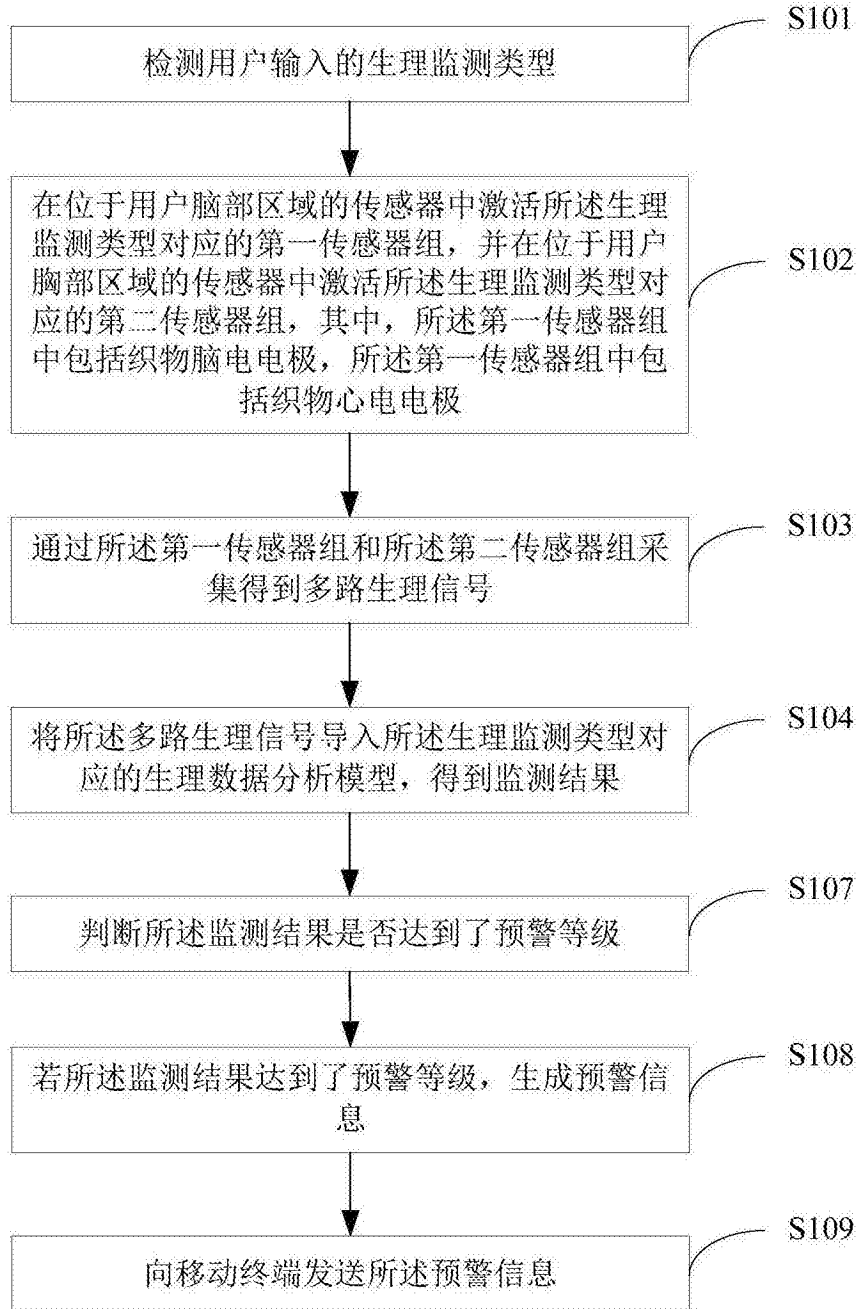 S101
检测用户输入的生理监测类型
在位于用户脑部区域的传感器中激活所述生理
监测类型对应的第一传感器组，并在位于用户
胸部区域的传感器中激活所述生理监测类型对
应的第二传感器组，其中，所述第一传感器组
中包括织物脑电电极，所述第一传感器组中包
括织物心电电极
S102
通过所述第一传感器组和所述第二传感器组采
集得到多路生理信号
S103
将所述多路生理信号导入所述生理监测类型对
应的生理数据分析模型，得到监测结果
S104
判断所述监测结果是否达到了预警等级
S107
若所述监测结果达到了预警等级，生成预警信
息
S108
向移动终端发送所述预警信息
S109